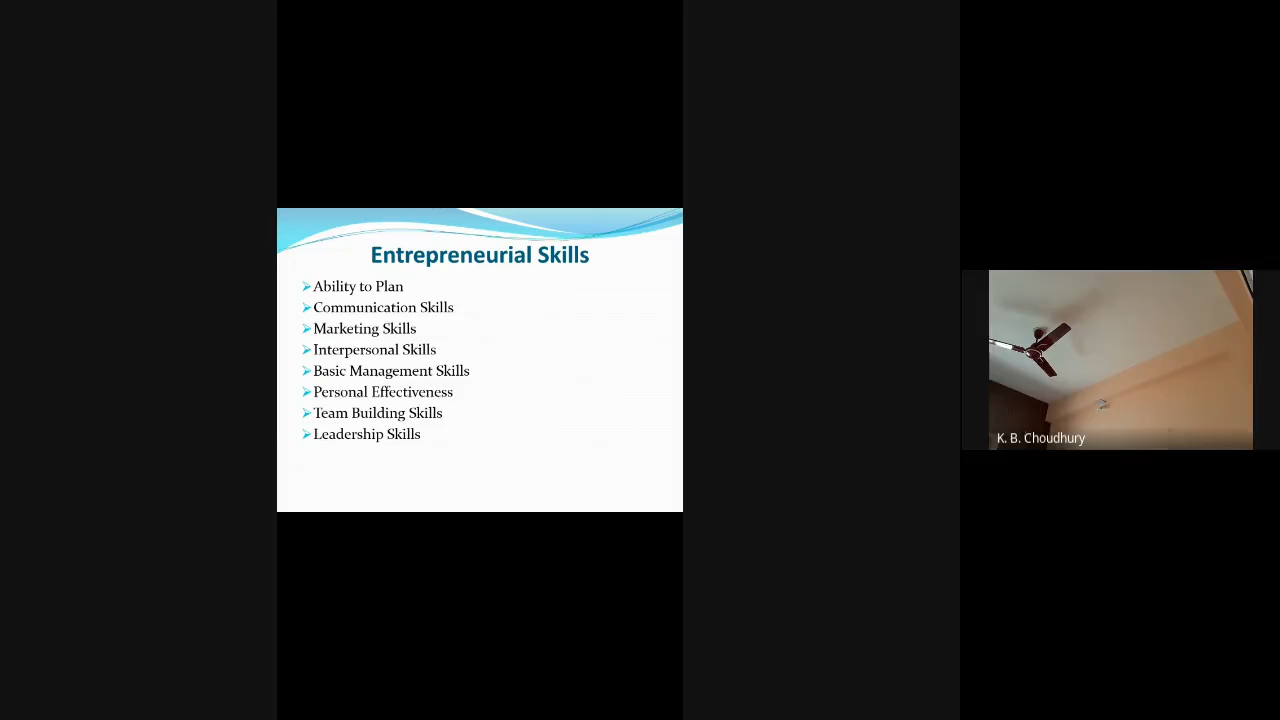 Entrepreneurial Skills
Ability to Plan
Communication Skills
Marketing Skills
Interpersonal Skills
Basic Management Skills
Personal Effectiveness
Team Building Skills
Leadership Skills
K. B. Choudhury